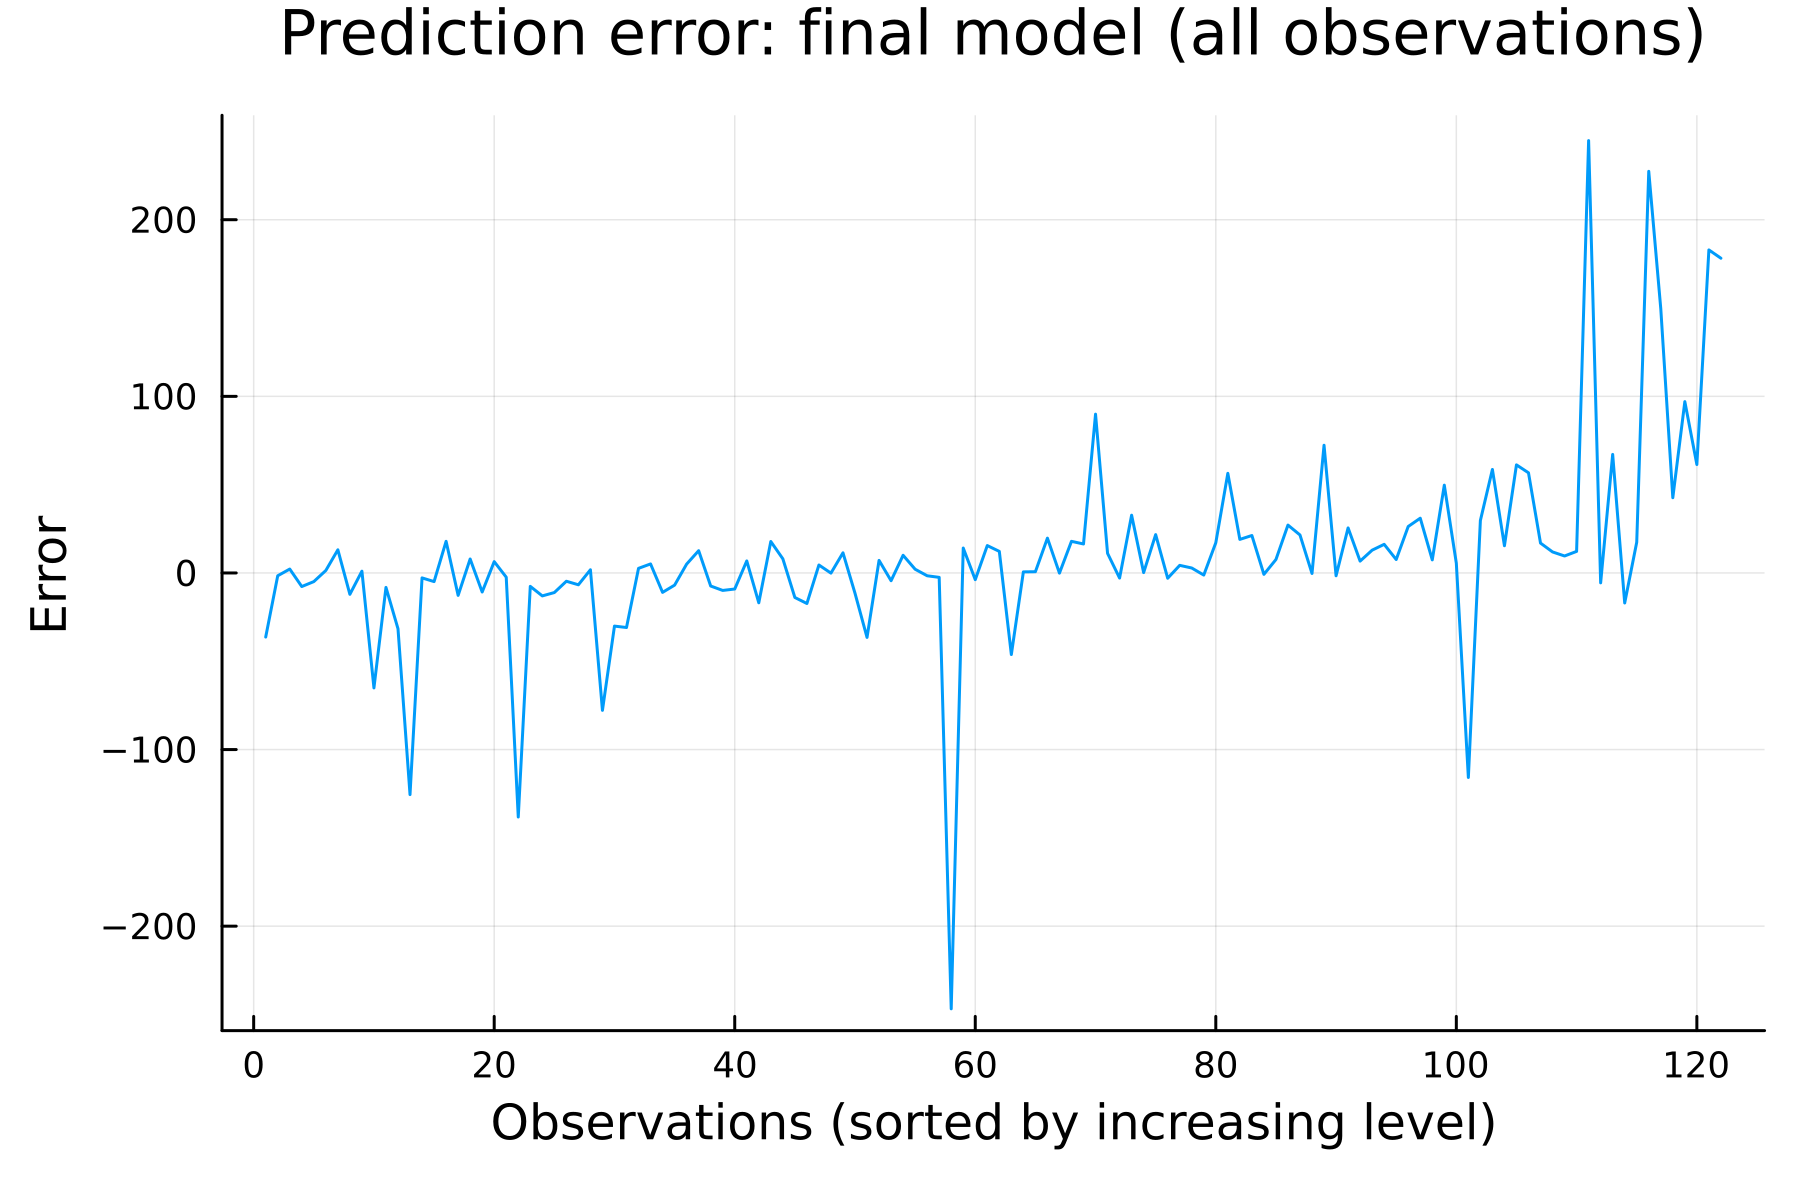 Prediction error: final model (all observations)
Error
200
100
0
−100
−200
0 20 40 60 80 100 120
Observations (sorted by increasing level)